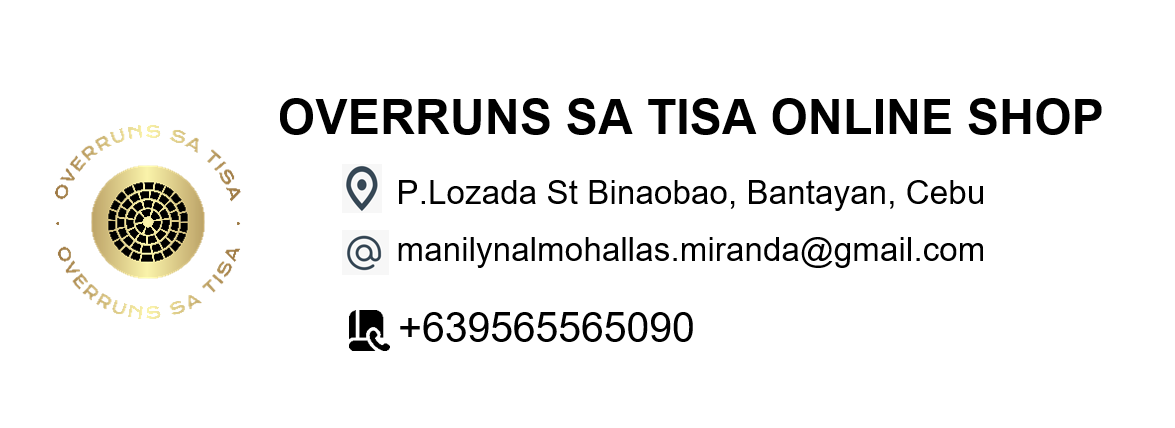 OVERRUNS SA TISA
OVERRUNS SA TISA
OVERRUNS SA TISA ONLINE SHOP
P.Lozada St Binaobao, Bantayan, Cebu
manilynalmohallas.miranda@gmail.com
+639565565090